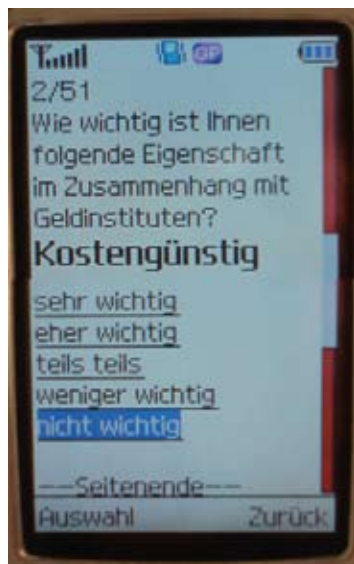 GP
2/51
Wie wichtig ist Ihnen
folgende Eigenschaft
im Zusammenhang mit
Geldinstituten?
Kostengünstig
sehr wichtig
eher wichtig
teils teils
weniger wichtig
nicht wichtig
--Seitenende--
Auswahl Zurück